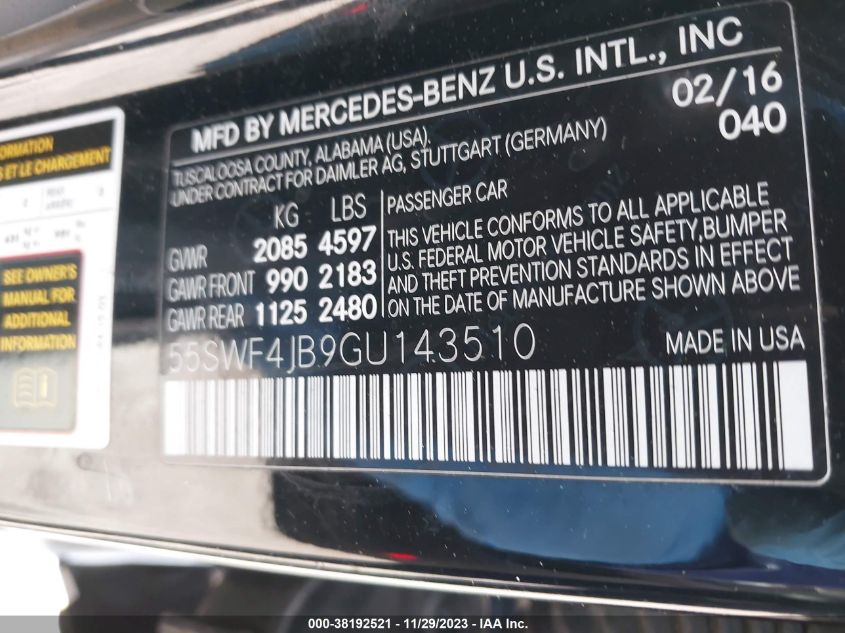 ORMATION
S ET LE CHARGEMENT
SEE OWNER'S
MANUAL FOR
ADDITIONAL
INFORMATION
MFD BY MERCEDES-BENZ U.S. INTL., INC
TUSCALOOSA COUNTY, ALABAMA (USA).
UNDER CONTRACT FOR DAIMLER AG, STUTTGART (GERMANY)
02/16
040
KG LBS
GVWR 2085 4597
GAWR FRONT 990 2183
GAWR REAR 1125 2480
PASSENGER CAR
THIS VEHICLE CONFORMS TO ALL APPLICABLE
U.S. FEDERAL MOTOR VEHICLE SAFETY,BUMPER
AND THEFT PREVENTION STANDARDS IN EFFECT
ON THE DATE OF MANUFACTURE SHOWN ABOVE
55SWF4JB9GU143510
MADE IN USA
000-38192521 - 11/29/2023 - IAA Inc.